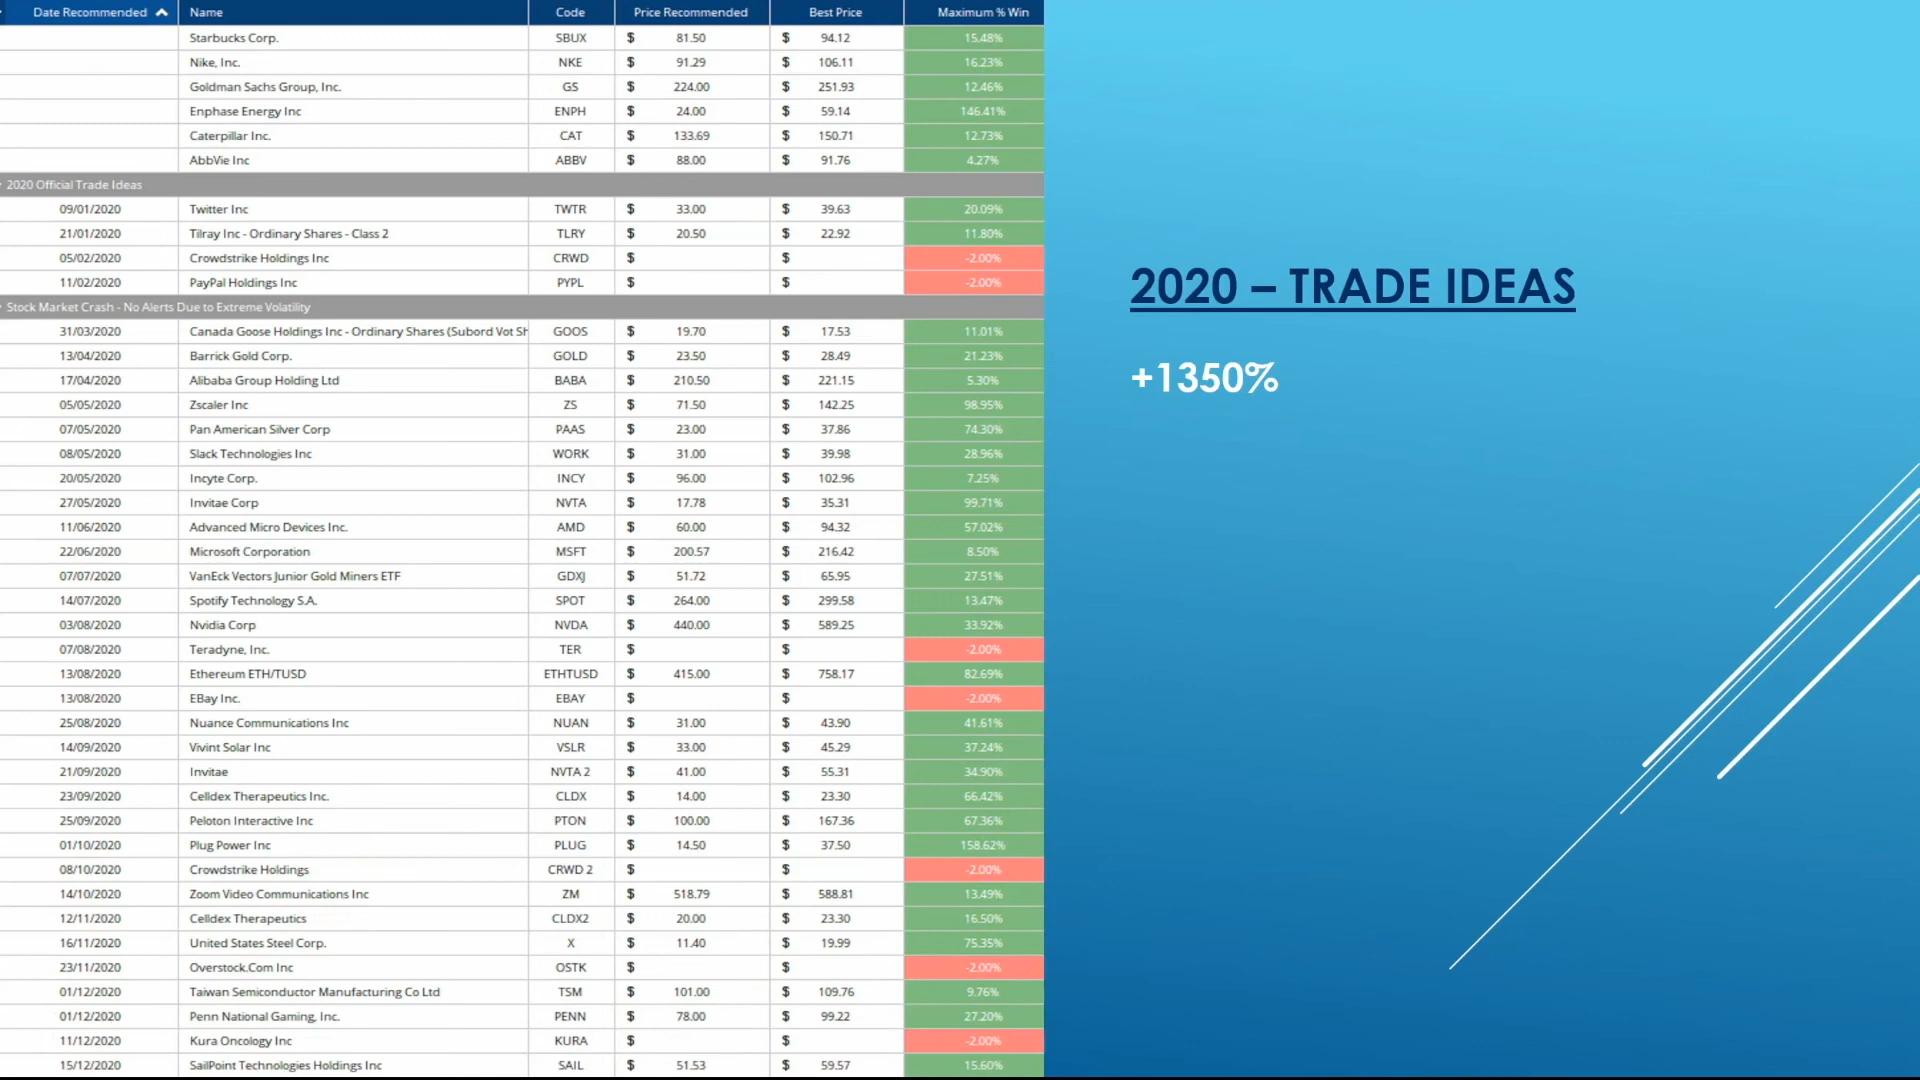 Date Recommended Name Code Price Recommended Best Price Maximum % Win
Starbucks Corp. SBUX $ 81.50 $ 94.12 15.48%
Nike, Inc. NKE $ 91.29 $ 106.11 16.23%
Goldman Sachs Group, Inc. GS $ 224.00 $ 251.93 12.46%
Enphase Energy Inc ENPH $ 24.00 $ 59.14 146.41%
Caterpillar Inc. CAT $ 133.69 $ 150.71 12.73%
AbbVie Inc ABBV $ 88.00 $ 91.76 4.27%
2020 Official Trade Ideas
09/01/2020 Twitter Inc TWTR $ 33.00 $ 39.63 20.09%
21/01/2020 Tilray Inc - Ordinary Shares - Class 2 TLRY $ 20.50 $ 22.92 11.80%
05/02/2020 Crowdstrike Holdings Inc CRWD $ $ -2.00%
11/02/2020 PayPal Holdings Inc PYPL $ $ -2.00%
Stock Market Crash - No Alerts Due to Extreme Volatility
31/03/2020 Canada Goose Holdings Inc - Ordinary Shares (Subord Vot Sh GOOS $ 19.70 $ 17.53 11.01%
13/04/2020 Barrick Gold Corp. GOLD $ 23.50 $ 28.49 21.23%
17/04/2020 Alibaba Group Holding Ltd BABA $ 210.50 $ 221.15 5.30%
05/05/2020 Zscaler Inc ZS $ 71.50 $ 142.25 98.95%
07/05/2020 Pan American Silver Corp PAAS $ 23.00 $ 37.86 74.30%
08/05/2020 Slack Technologies Inc WORK $ 31.00 $ 39.98 28.96%
20/05/2020 Incyte Corp. INCY $ 96.00 $ 102.96 7.25%
27/05/2020 Invitae Corp NVTA $ 17.78 $ 35.31 99.71%
11/06/2020 Advanced Micro Devices Inc. AMD $ 60.00 $ 94.32 57.02%
22/06/2020 Microsoft Corporation MSFT $ 200.57 $ 216.42 8.50%
07/07/2020 VanEck Vectors Junior Gold Miners ETF GDXJ $ 51.72 $ 65.95 27.51%
14/07/2020 Spotify Technology S.A. SPOT $ 264.00 $ 299.58 13.47%
03/08/2020 Nvidia Corp NVDA $ 440.00 $ 589.25 33.92%
07/08/2020 Teradyne, Inc. TER $ $ -2.00%
13/08/2020 Ethereum ETH/TUSD ETHTUSD $ 415.00 $ 758.17 82.69%
13/08/2020 EBay Inc. EBAY $ $ -2.00%
25/08/2020 Nuance Communications Inc NUAN $ 31.00 $ 43.90 41.61%
14/09/2020 Vivint Solar Inc VSLR $ 33.00 $ 45.29 37.24%
21/09/2020 Invitae NVTA 2 $ 41.00 $ 55.31 34.90%
23/09/2020 Celldex Therapeutics Inc. CLDX $ 14.00 $ 23.30 66.42%
25/09/2020 Peloton Interactive Inc PTON $ 100.00 $ 167.36 67.36%
01/10/2020 Plug Power Inc PLUG $ 14.50 $ 37.50 158.62%
08/10/2020 Crowdstrike Holdings CRWD 2 $ $ -2.00%
14/10/2020 Zoom Video Communications Inc ZM $ 518.79 $ 588.81 13.49%
12/11/2020 Celldex Therapeutics CLDX2 $ 20.00 $ 23.30 16.50%
16/11/2020 United States Steel Corp. X $ 11.40 $ 19.99 75.35%
23/11/2020 Overstock.Com Inc OSTK $ $ -2.00%
01/12/2020 Taiwan Semiconductor Manufacturing Co Ltd TSM $ 101.00 $ 109.76 9.76%
01/12/2020 Penn National Gaming, Inc. PENN $ 78.00 $ 99.22 27.20%
11/12/2020 Kura Oncology Inc KURA $ $ -2.00%
15/12/2020 SailPoint Technologies Holdings Inc SAIL $ 51.53 $ 59.57 15.60%
2020 – TRADE IDEAS
+1350%